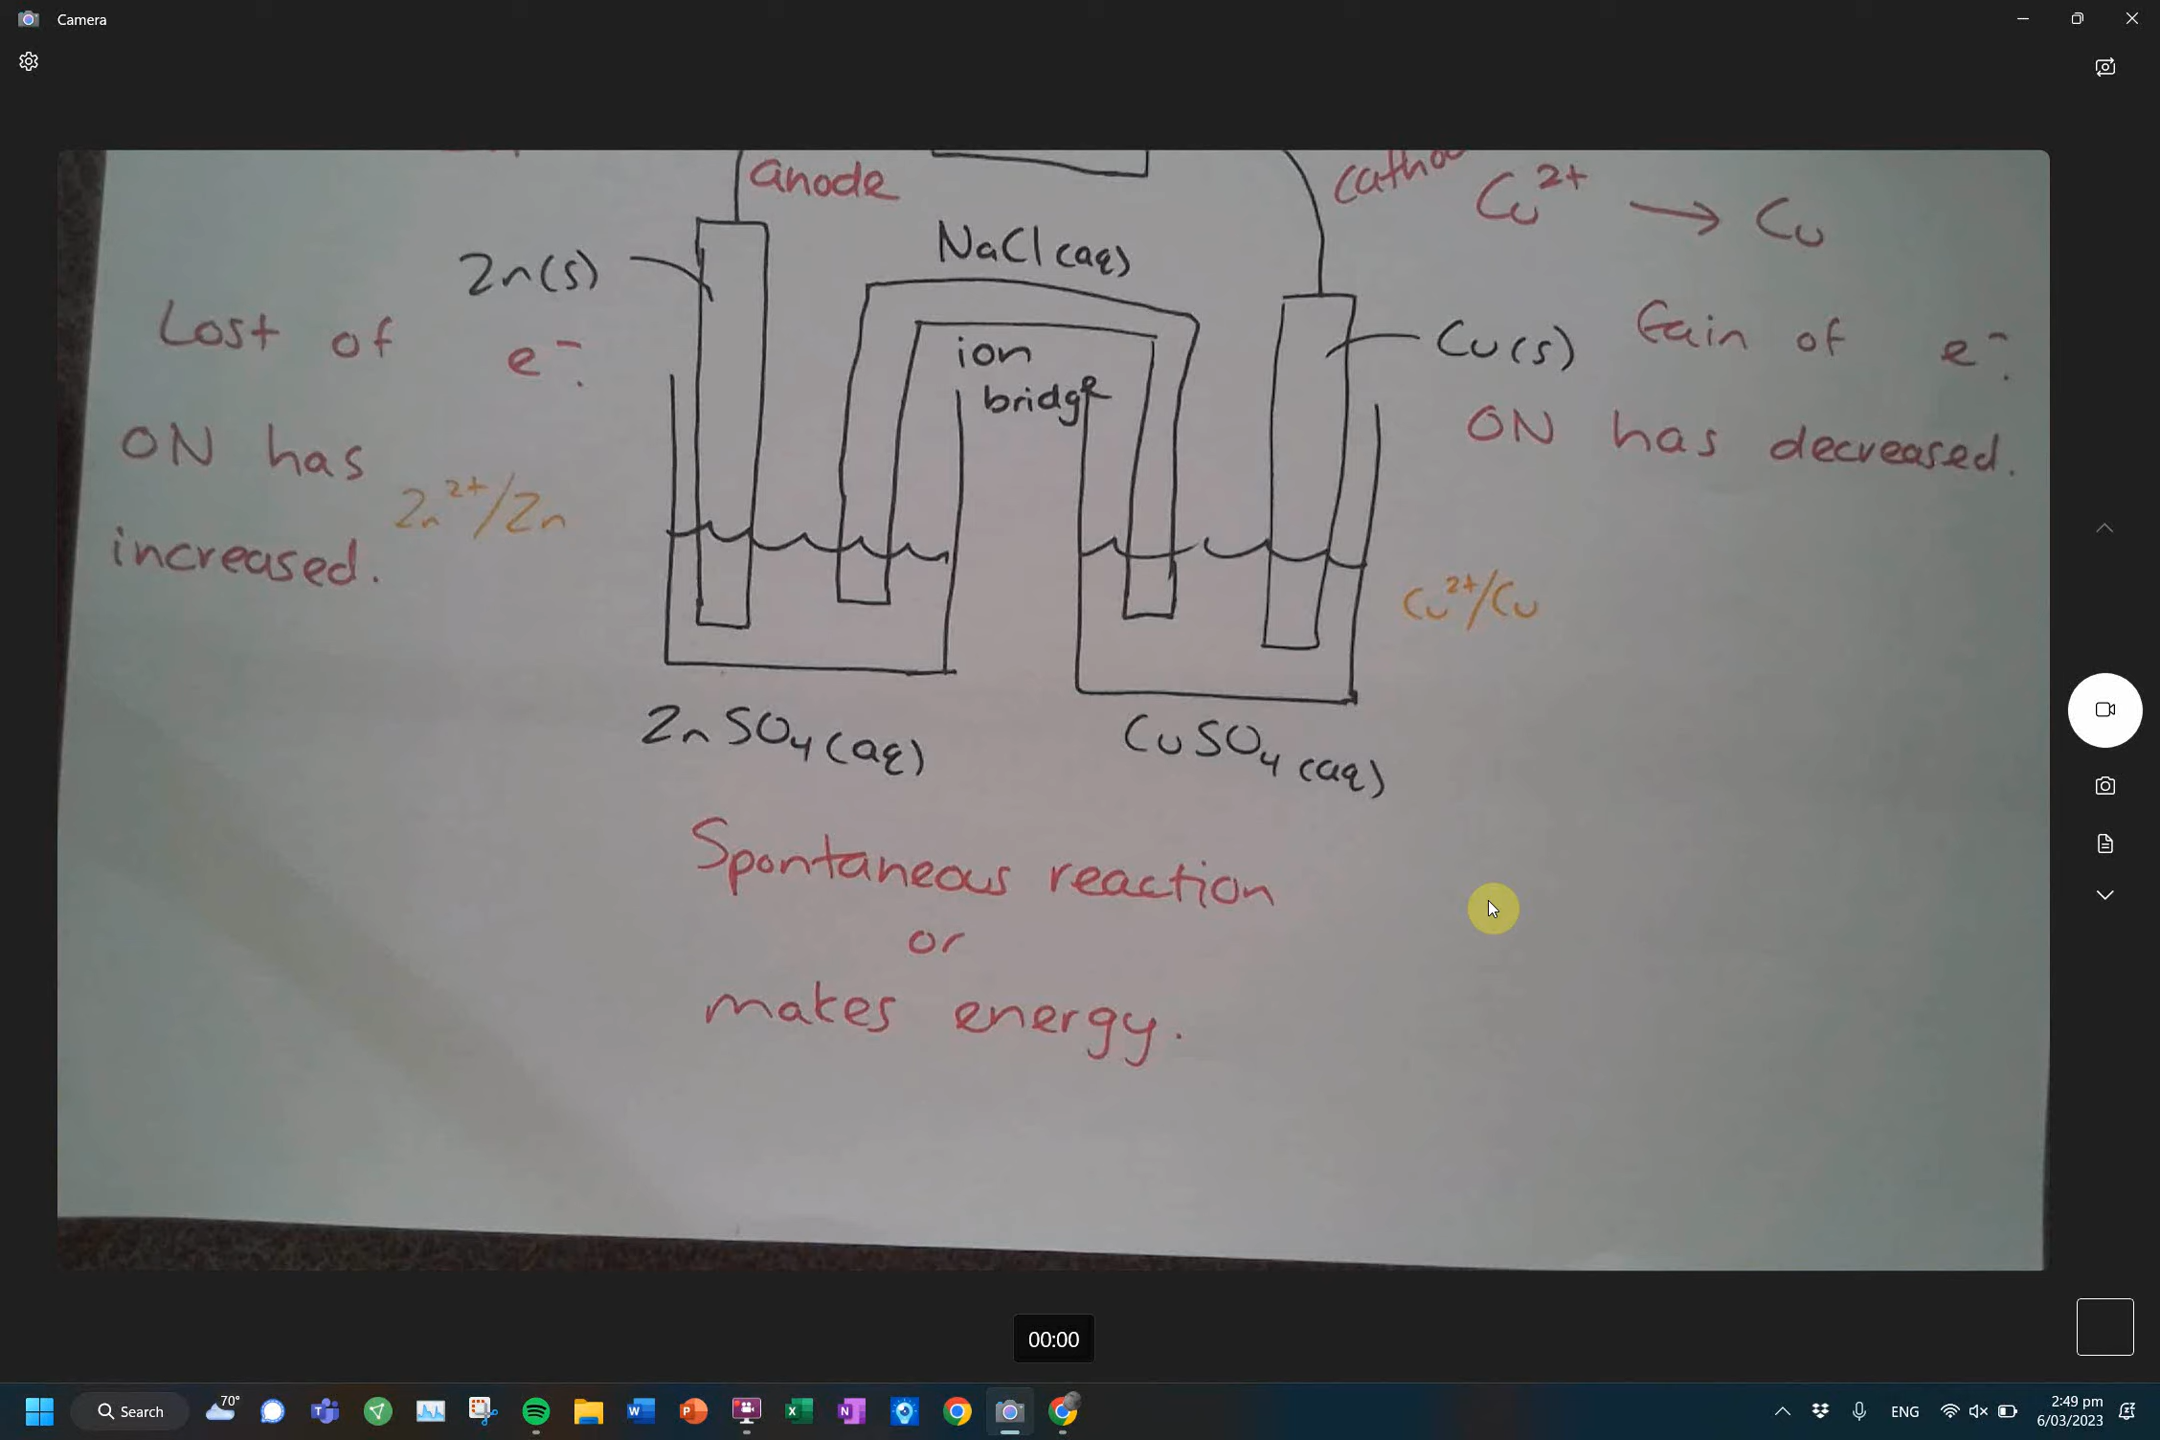 Camera
anode
Cu²⁺ → Cu
NaCl(aq)
Zn(s)
Lost of e⁻.
ion
bridge
Cu(s)
Gain of e⁻.
ON has decreased.
ON has
increased.
Zn²⁺/Zn
Cu²⁺/Cu
ZnSO₄(aq)
CuSO₄(aq)
Spontaneous reaction
or
makes energy.
00:00
70°
Search
ENG
2:49 pm
6/03/2023